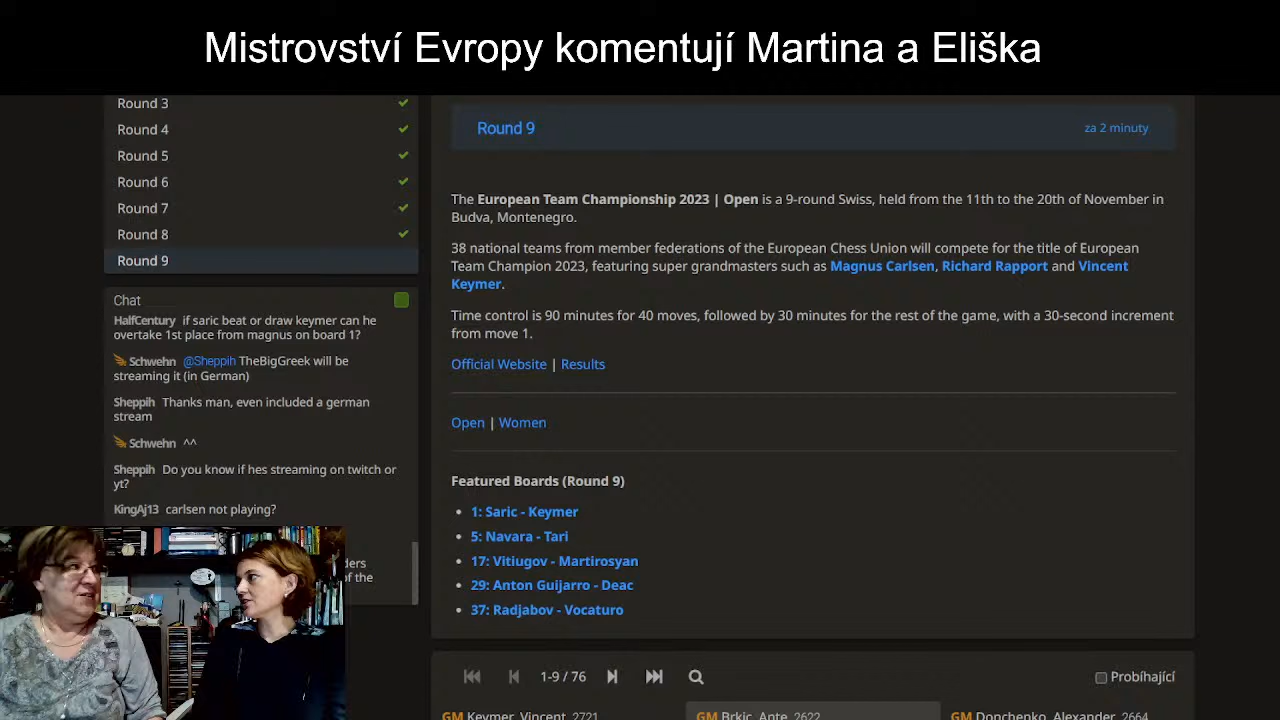 Mistrovství Evropy komentují Martina a Eliška
Round 3
Round 4
Round 5
Round 6
Round 7
Round 8
Round 9
Chat
HalfCentury if saric beat or draw keymer can he
overtake 1st place from magnus on board 1?
Schwehn @Sheppih TheBigGreek will be
streaming it (in German)
Sheppih Thanks man, even included a german
stream
Schwehn ^^
Sheppih Do you know if hes streaming on twitch or
yt?
KingAj13 carlsen not playing?
ders
of the
Round 9 za 2 minuty
The European Team Championship 2023 | Open is a 9-round Swiss, held from the 11th to the 20th of November in
Budva, Montenegro.
38 national teams from member federations of the European Chess Union will compete for the title of European
Team Champion 2023, featuring super grandmasters such as Magnus Carlsen, Richard Rapport and Vincent
Keymer.
Time control is 90 minutes for 40 moves, followed by 30 minutes for the rest of the game, with a 30-second increment
from move 1.
Official Website | Results
Open | Women
Featured Boards (Round 9)
1: Saric - Keymer
5: Navara - Tari
17: Vitiugov - Martirosyan
29: Anton Guijarro - Deac
37: Radjabov - Vocaturo
1-9 / 76 Probíhající
GM Keymer, Vincent 2721 GM Brkic, Ante 2622 GM Donchenko, Alexander 2664